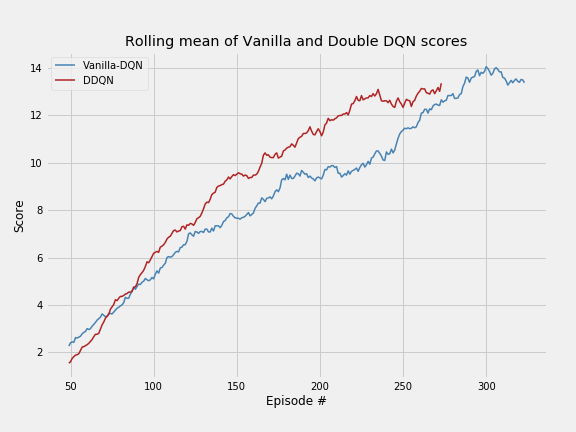 Rolling mean of Vanilla and Double DQN scores
Vanilla-DQN
DDQN
14
12
10
8
6
4
2
Score
50
100
150
200
250
300
Episode #